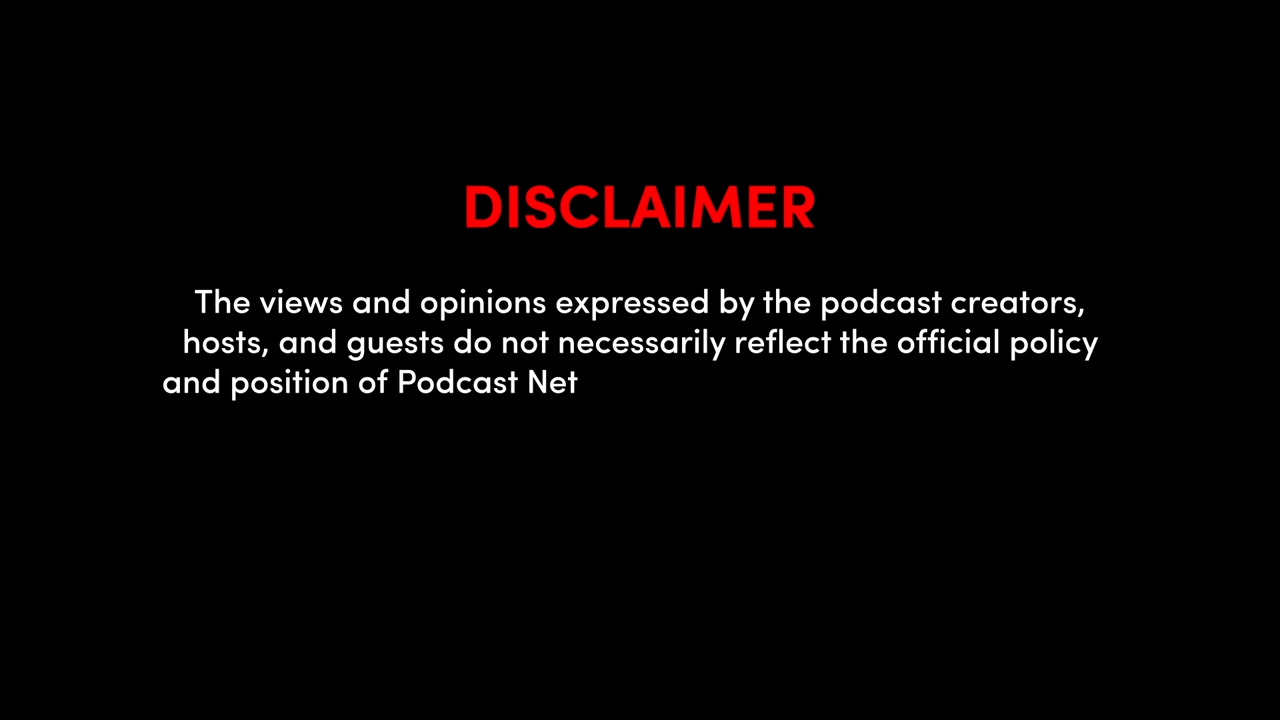 DISCLAIMER
The views and opinions expressed by the podcast creators,
hosts, and guests do not necessarily reflect the official policy
and position of Podcast Net